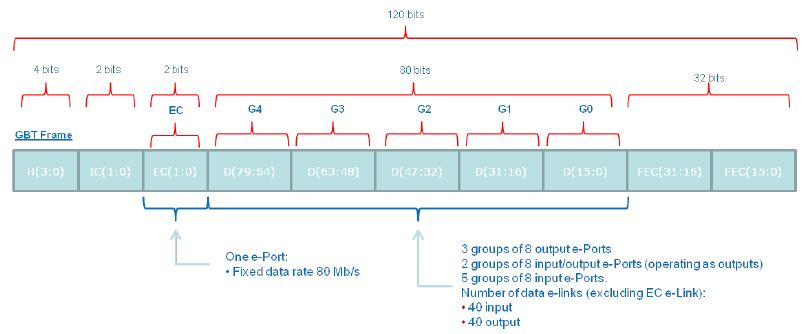 120 bits
4 bits
2 bits
2 bits
80 bits
32 bits
EC
G4
G3
G2
G1
G0
GBT Frame
H(3:0)
IC(1:0)
EC(1:0)
D(79:64)
D(63:48)
D(47:32)
D(31:16)
D(15:0)
FEC(31:16)
FEC(15:0)
One e-Port:
• Fixed data rate 80 Mb/s
3 groups of 8 output e-Ports
2 groups of 8 input/output e-Ports (operating as outputs)
5 groups of 8 input e-Ports.
Number of data e-links (excluding EC e-Link):
• 40 input
• 40 output